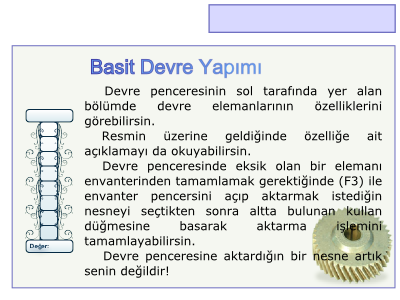 Basit Devre Yapımı
Devre penceresinin sol tarafında yer alan
bölümde devre elemanlarının özelliklerini
görebilirsin.
Resmin üzerine geldiğinde özelliğe ait
açıklamayı da okuyabilirsin.
Devre penceresinde eksik olan bir elemanı
envanterinden tamamlamak gerektiğinde (F3) ile
envanter pencersini açıp aktarmak istediğin
nesneyi seçtikten sonra altta bulunan kullan
düğmesine basarak aktarma işlemini
tamamlayabilirsin.
Devre penceresine aktardığın bir nesne artık
senin değildir!
Değer: